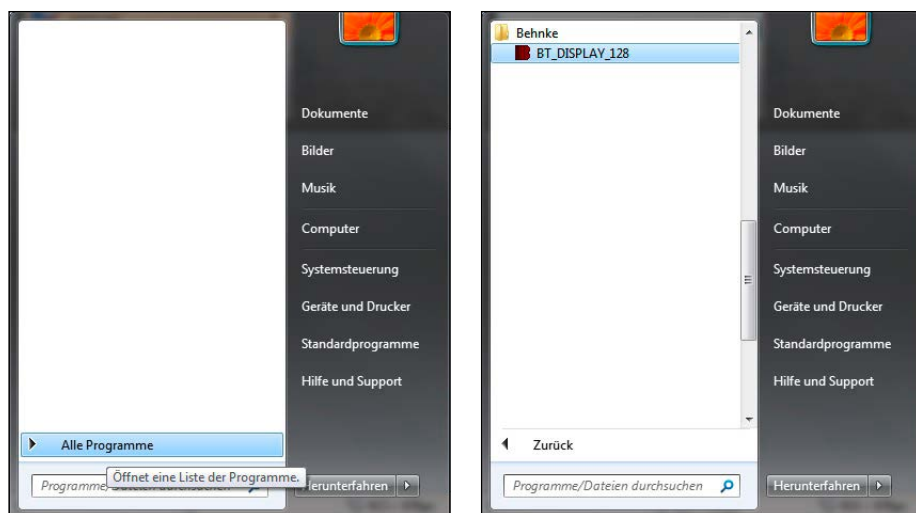 Dokumente
Bilder
Musik
Computer
Systemsteuerung
Geräte und Drucker
Standardprogramme
Hilfe und Support
Alle Programme
Öffnet eine Liste der Programme.
Programme/
Herunterfahren
Behnke
BT_DISPLAY_128
Dokumente
Bilder
Musik
Computer
Systemsteuerung
Geräte und Drucker
Standardprogramme
Hilfe und Support
Zurück
Programme/Dateien durchsuchen
Herunterfahren